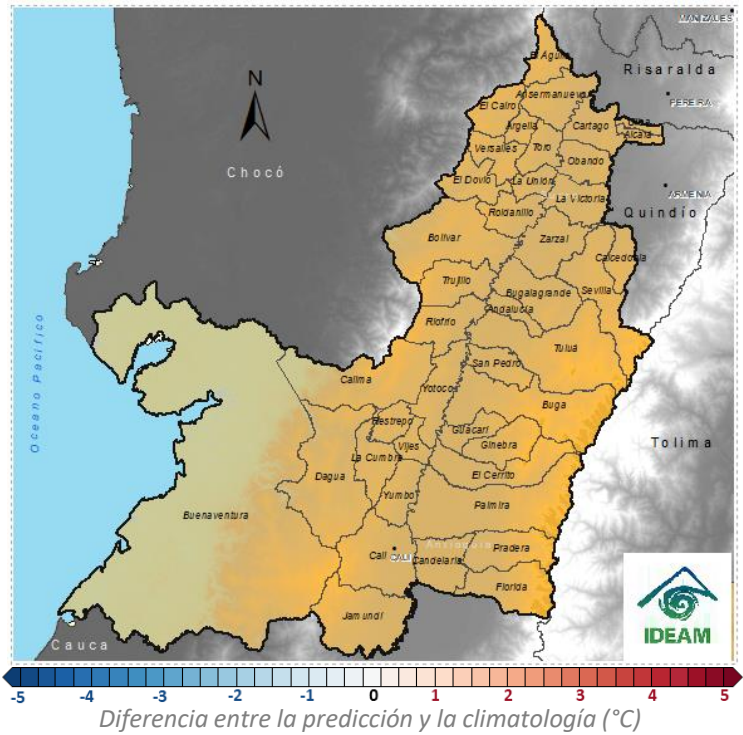 MANIZALES
Risaralda
El Águila
PEREIRA
Ansermanuevo
El Cairo
Argelia
Cartago
Alcalá
Versalles
Toro
Obando
N
Chocó
El Dovio
La Unión
ARMENIA
La Victoria
Roldanillo
Quindío
Bolívar
Zarzal
Caicedonia
Trujillo
Bugalagrande
Sevilla
Andalucía
Riofrío
Tuluá
Oceano Pacífico
San Pedro
Calima
Yotoco
Buga
Restrepo
Guacarí
Vijes
Ginebra
Tolima
La Cumbre
Dagua
El Cerrito
Yumbo
Palmira
Buenaventura
Cali
CALI
Antioquia
Pradera
Candelaria
Florida
Jamundí
IDEAM
Cauca
-5 -4 -3 -2 -1 0 1 2 3 4 5
Diferencia entre la predicción y la climatología (°C)